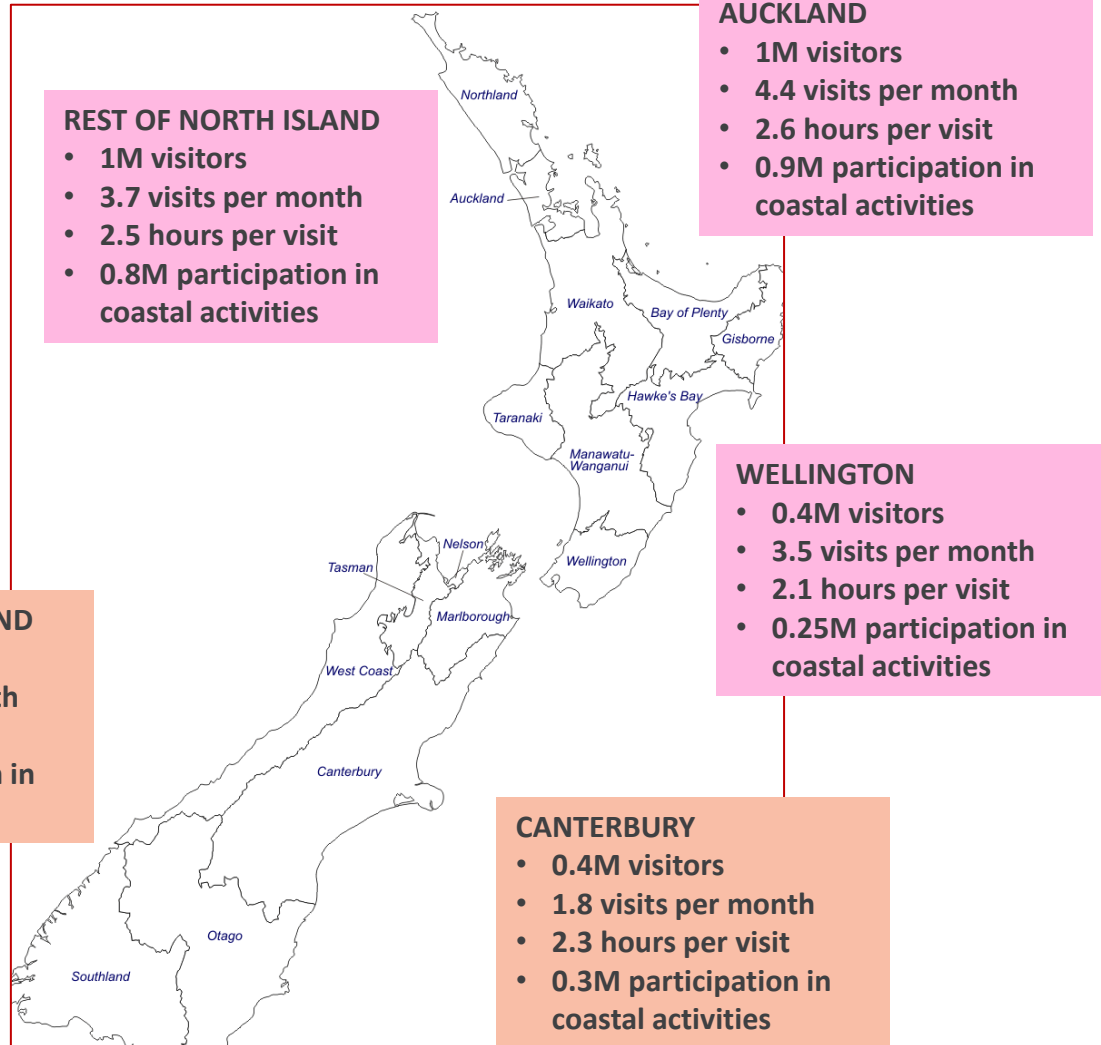 AUCKLAND
• 1M visitors
• 4.4 visits per month
• 2.6 hours per visit
• 0.9M participation in
coastal activities
REST OF NORTH ISLAND
• 1M visitors
• 3.7 visits per month
• 2.5 hours per visit
• 0.8M participation in
coastal activities
Northland
Auckland
Waikato
Bay of Plenty
Gisborne
Hawke's Bay
Taranaki
Manawatu-
Wanganui
WELLINGTON
• 0.4M visitors
• 3.5 visits per month
• 2.1 hours per visit
• 0.25M participation in
coastal activities
Nelson
Tasman
Wellington
Marlborough
West Coast
ND
th
n in
Canterbury
CANTERBURY
• 0.4M visitors
• 1.8 visits per month
• 2.3 hours per visit
• 0.3M participation in
coastal activities
Otago
Southland